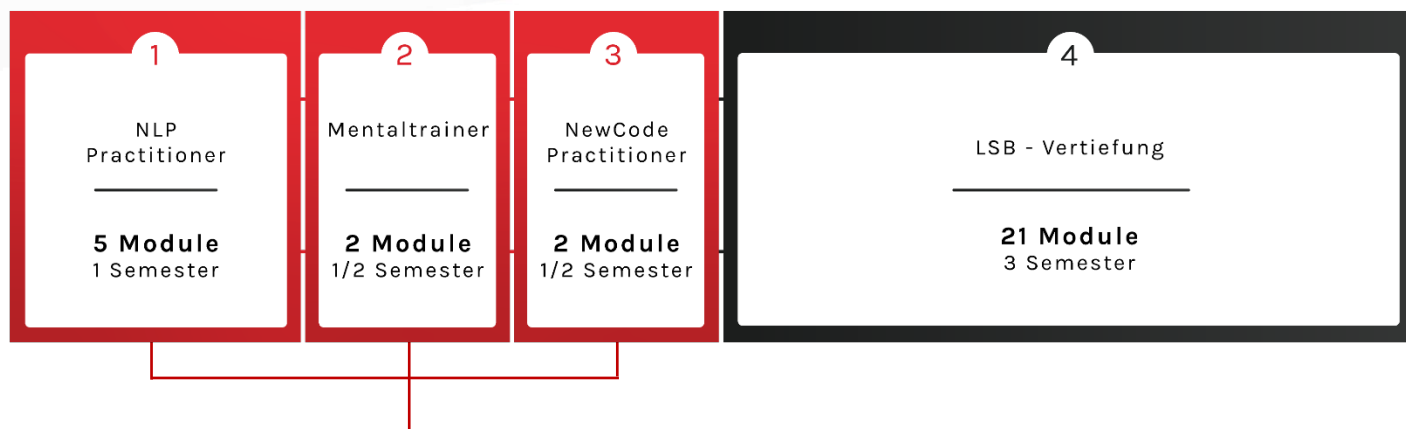 1
NLP
Practitioner
5 Module
1 Semester
2
Mentaltrainer
2 Module
1/2 Semester
3
NewCode
Practitioner
2 Module
1/2 Semester
4
LSB - Vertiefung
21 Module
3 Semester